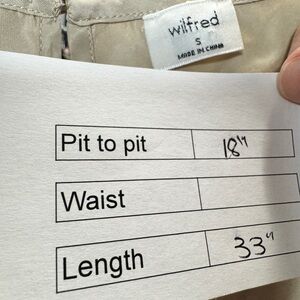 wilfred
S
MADE IN CHINA
Pit to pit 18"
Waist
Length 33"